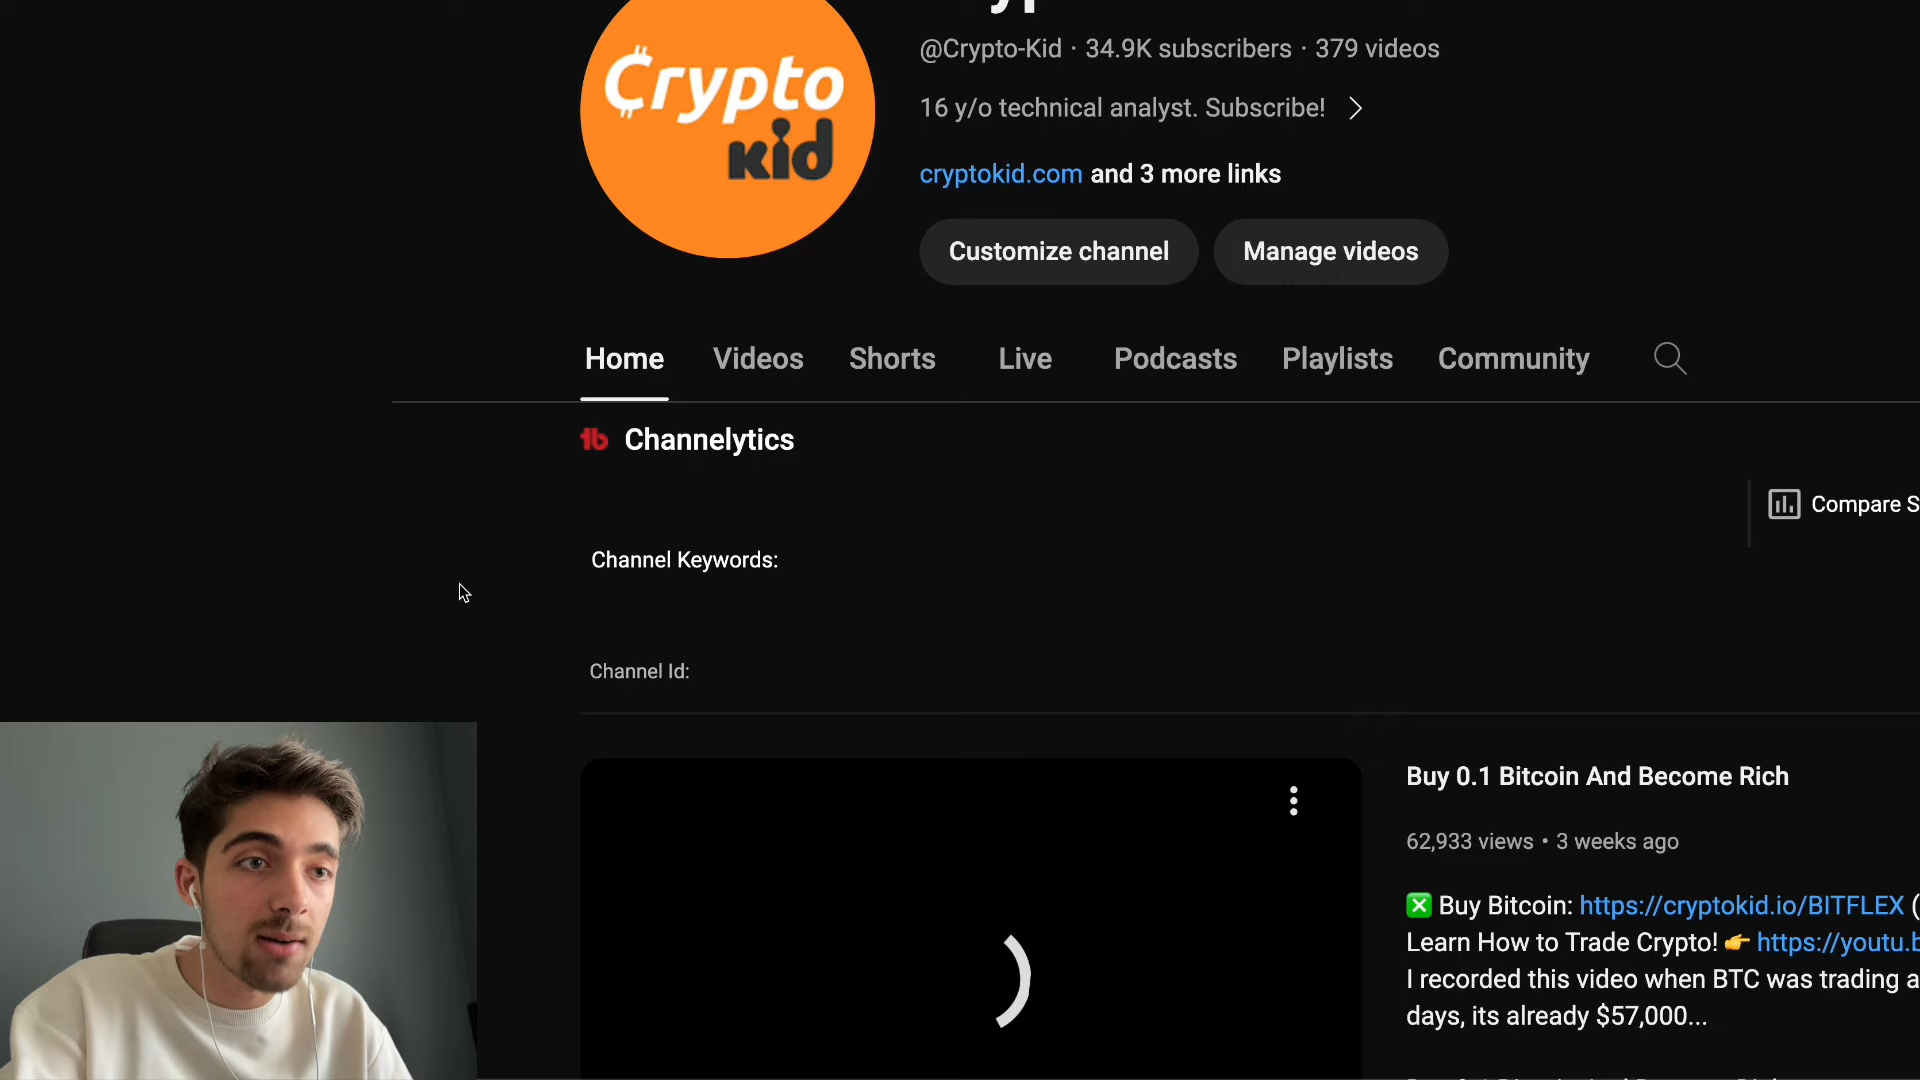 Crypto
kid
@Crypto-Kid · 34.9K subscribers · 379 videos
16 y/o technical analyst. Subscribe!
cryptokid.com and 3 more links
Customize channel Manage videos
Home Videos Shorts Live Podcasts Playlists Community
tb Channelytics
Compare S
Channel Keywords:
Channel Id:
Buy 0.1 Bitcoin And Become Rich
62,933 views • 3 weeks ago
❎ Buy Bitcoin: https://cryptokid.io/BITFLEX (
Learn How to Trade Crypto! 👉 https://youtu.b
I recorded this video when BTC was trading a
days, its already $57,000...